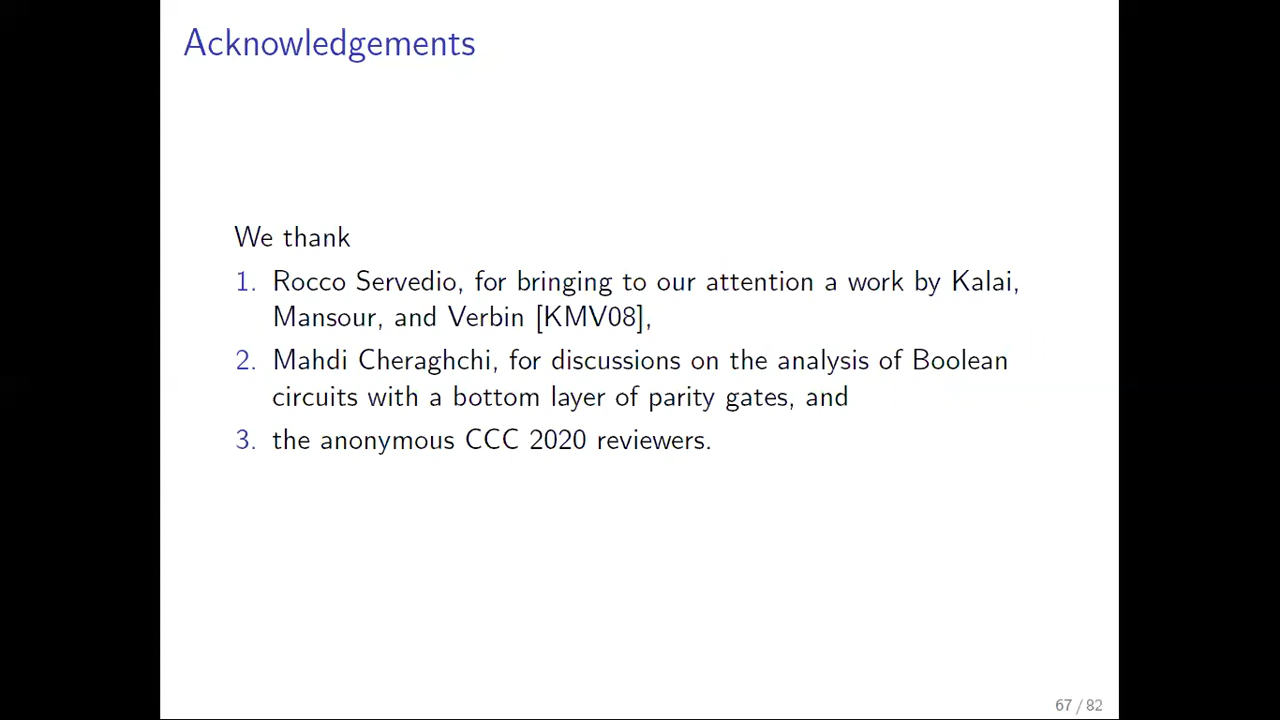 Acknowledgements
We thank
1. Rocco Servedio, for bringing to our attention a work by Kalai,
Mansour, and Verbin [KMV08],
2. Mahdi Cheraghchi, for discussions on the analysis of Boolean
circuits with a bottom layer of parity gates, and
3. the anonymous CCC 2020 reviewers.
67 / 82